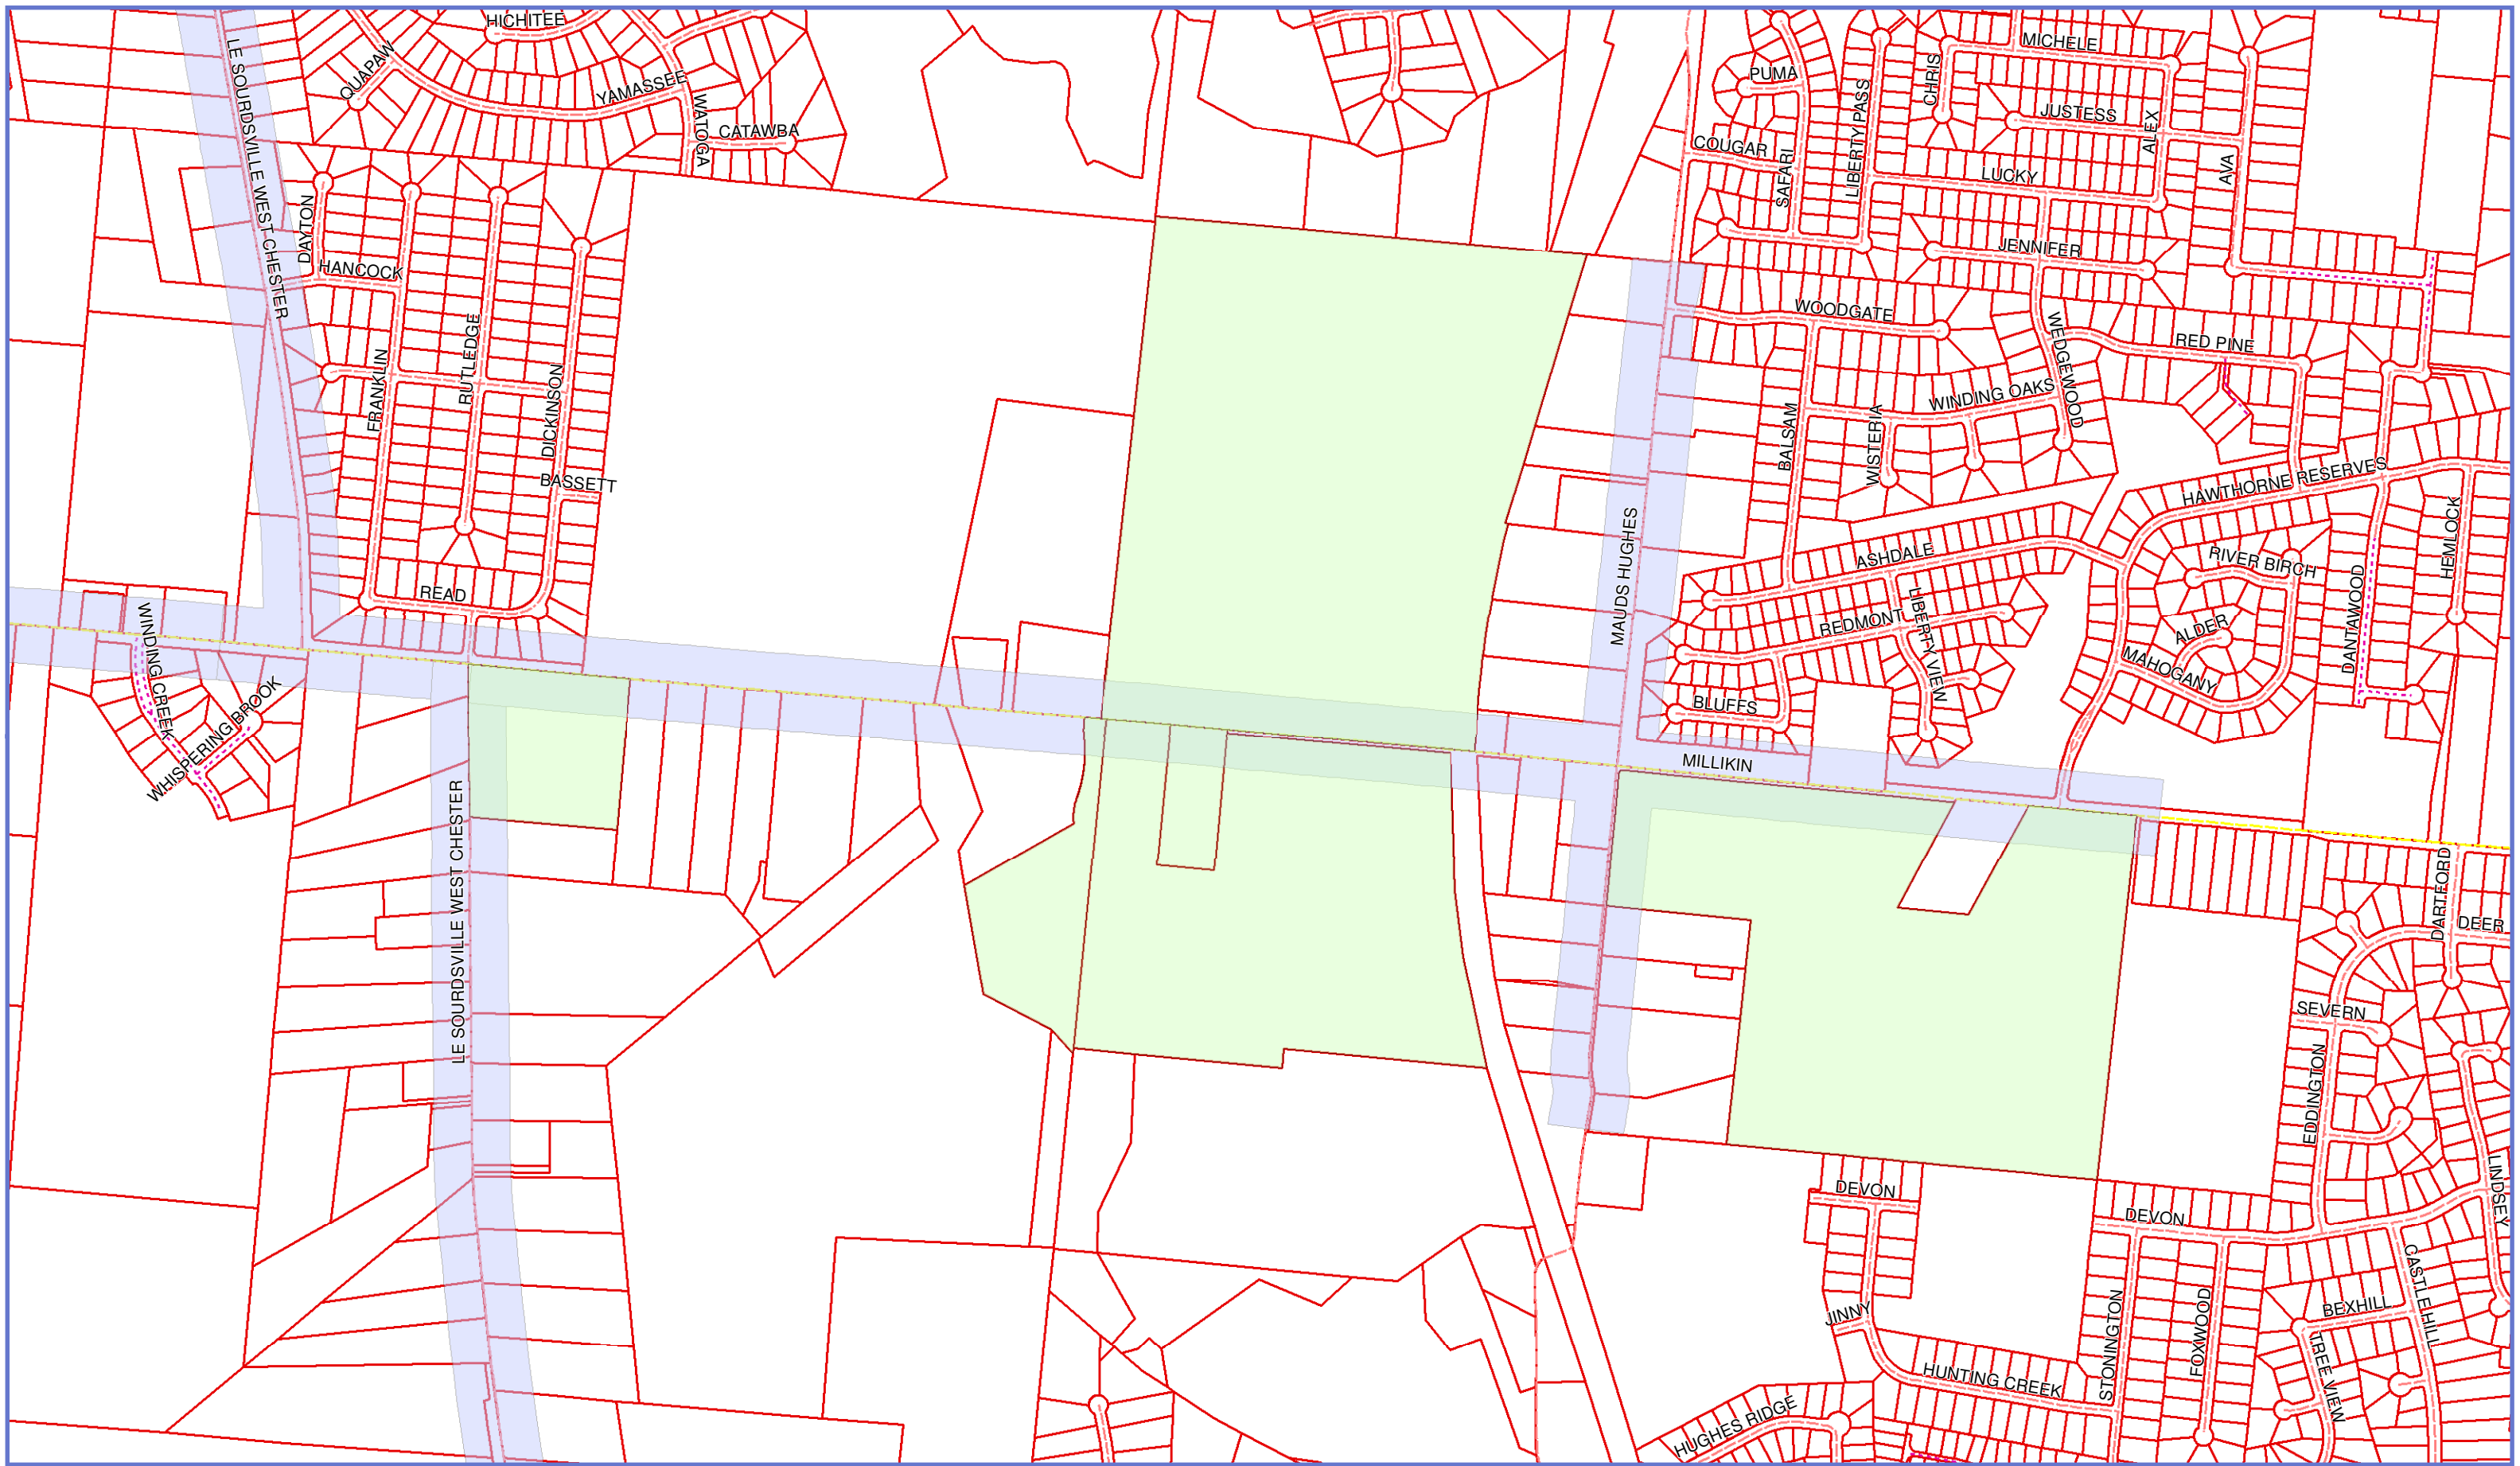 HICHITEE
LE SOURDSVILLE WEST CHESTER
QUAPAW
YAMASSEE
WATOGA
CATAWBA
PUMA
CHRIS
MICHELE
JUSTESS
ALEX
LIBERTY PASS
COUGAR
SAFARI
LUCKY
AVA
DAYTON
HANCOCK
JENNIFER
WOODGATE
WEDGEWOOD
RED PINE
FRANKLIN
RUTLEDGE
DICKINSON
BASSETT
BALSAM
WISTERIA
WINDING OAKS
HAWTHORNE RESERVES
HEMLOCK
MAUDS HUGHES
ASHDALE
RIVER BIRCH
READ
LIBERTY VIEW
REDMONT
ALDER
DANTAWOOD
MAHOGANY
WINDING CREEK
WHISPERING BROOK
BLUFFS
MILLIKIN
LE SOURDSVILLE WEST CHESTER
DARTFORD
DEER
SEVERN
EDDINGTON
LINDSEY
DEVON
DEVON
CASTLEHILL
JINNY
STONINGTON
FOXWOOD
BEXHILL
TREE VIEW
HUNTING CREEK
HUGHES RIDGE